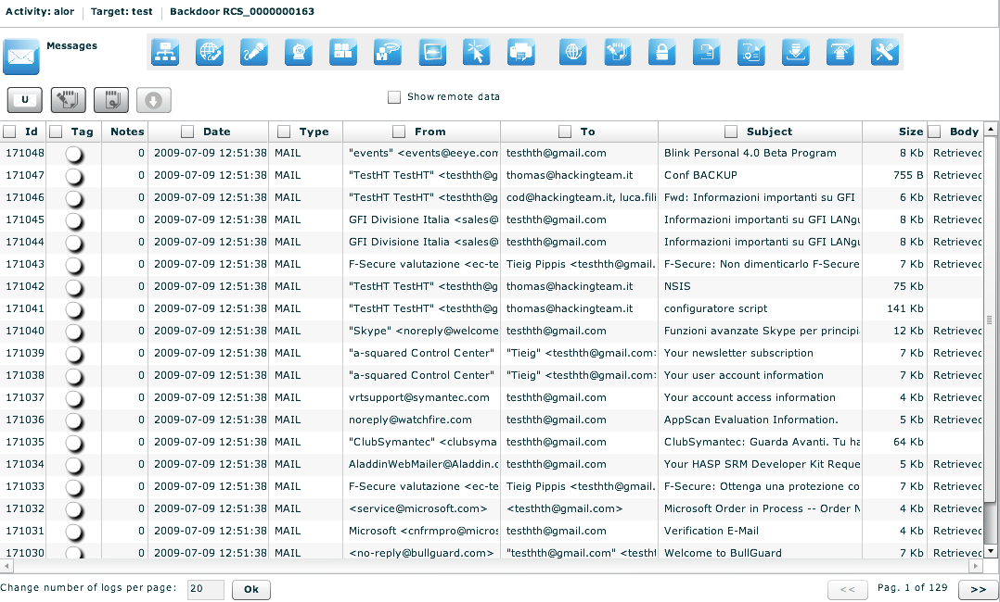 Activity: alor Target: test Backdoor RCS_0000000163
Messages
U
Show remote data
Id Tag Notes Date Type From To Subject Size Body
171048 0 2009-07-09 12:51:38 MAIL "events" <events@eeye.com testhth@gmail.com Blink Personal 4.0 Beta Program 8 Kb Retrieved
171047 0 2009-07-09 12:51:38 MAIL "TestHT TestHT" <testhth@g thomas@hackingteam.it Conf BACKUP 755 B Retrieved
171046 0 2009-07-09 12:51:38 MAIL "TestHT TestHT" <testhth@g cod@hackingteam.it, luca.fili Fwd: Informazioni importanti su GFI 6 Kb Retrieved
171045 0 2009-07-09 12:51:38 MAIL GFI Divisione Italia <sales@ testhth@gmail.com Informazioni importanti su GFI LANgu 8 Kb Retrieved
171044 0 2009-07-09 12:51:38 MAIL GFI Divisione Italia <sales@ testhth@gmail.com Informazioni importanti su GFI LANgu 8 Kb Retrieved
171043 0 2009-07-09 12:51:38 MAIL F-Secure valutazione <ec-te Tieig Pippis <testhth@gmail. F-Secure: Non dimenticarlo F-Secure 7 Kb Retrieved
171042 0 2009-07-09 12:51:38 MAIL "TestHT TestHT" <testhth@g thomas@hackingteam.it NSIS 75 Kb
171041 0 2009-07-09 12:51:38 MAIL "TestHT TestHT" <testhth@g thomas@hackingteam.it configuratore script 141 Kb
171040 0 2009-07-09 12:51:38 MAIL "Skype" <noreply@welcome testhth@gmail.com Funzioni avanzate Skype per principi 12 Kb Retrieved
171039 0 2009-07-09 12:51:38 MAIL "a-squared Control Center" "Tieig" <testhth@gmail.com> Your newsletter subscription 7 Kb Retrieved
171038 0 2009-07-09 12:51:38 MAIL "a-squared Control Center" "Tieig" <testhth@gmail.com> Your user account information 7 Kb Retrieved
171037 0 2009-07-09 12:51:38 MAIL vrtsupport@symantec.com testhth@gmail.com Your account access information 4 Kb Retrieved
171036 0 2009-07-09 12:51:38 MAIL noreply@watchfire.com testhth@gmail.com AppScan Evaluation Information. 5 Kb Retrieved
171035 0 2009-07-09 12:51:38 MAIL "ClubSymantec" <clubsyma testhth@gmail.com ClubSymantec: Guarda Avanti. Tu ha 64 Kb
171034 0 2009-07-09 12:51:38 MAIL AladdinWebMailer@Aladdin.c testhth@gmail.com Your HASP SRM Developer Kit Reque 5 Kb Retrieved
171033 0 2009-07-09 12:51:38 MAIL F-Secure valutazione <ec-te Tieig Pippis <testhth@gmail. F-Secure: Ottenga una protezione co 7 Kb Retrieved
171032 0 2009-07-09 12:51:38 MAIL <service@microsoft.com> <testhth@gmail.com> Microsoft Order in Process -- Order N 4 Kb Retrieved
171031 0 2009-07-09 12:51:38 MAIL Microsoft <cnfrmpro@micros testhth@gmail.com Verification E-Mail 4 Kb Retrieved
171030 0 2009-07-09 12:51:38 MAIL <no-reply@bullguard.com> "testhth@gmail.com" <testht Welcome to BullGuard 7 Kb Retrieved
Change number of logs per page: 20 Ok << Pag. 1 of 129 >>